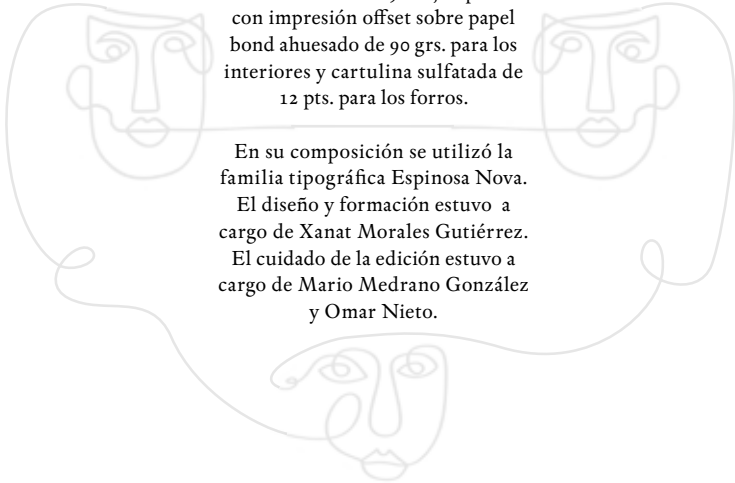 con impresión offset sobre papel
bond ahuesado de 90 grs. para los
interiores y cartulina sulfatada de
12 pts. para los forros.
En su composición se utilizó la
familia tipográfica Espinosa Nova.
El diseño y formación estuvo a
cargo de Xanat Morales Gutiérrez.
El cuidado de la edición estuvo a
cargo de Mario Medrano González
y Omar Nieto.